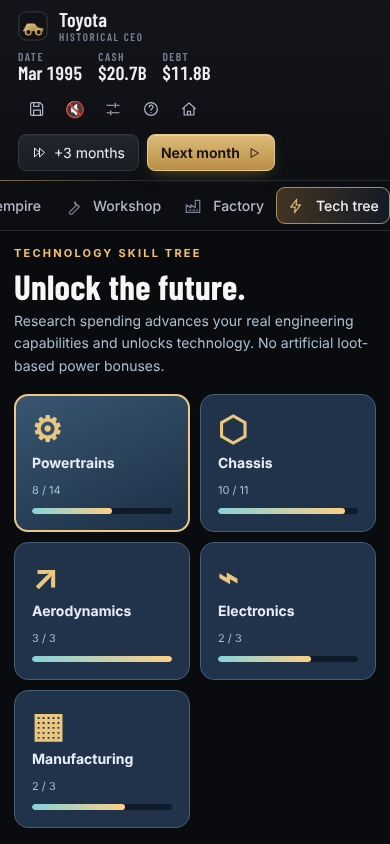 Toyota
HISTORICAL CEO
DATE CASH DEBT
Mar 1995 $20.7B $11.8B
+3 months Next month
empire Workshop Factory Tech tree
TECHNOLOGY SKILL TREE
Unlock the future.
Research spending advances your real engineering
capabilities and unlocks technology. No artificial loot-
based power bonuses.
Powertrains
8 / 14
Chassis
10 / 11
Aerodynamics
3 / 3
Electronics
2 / 3
Manufacturing
2 / 3